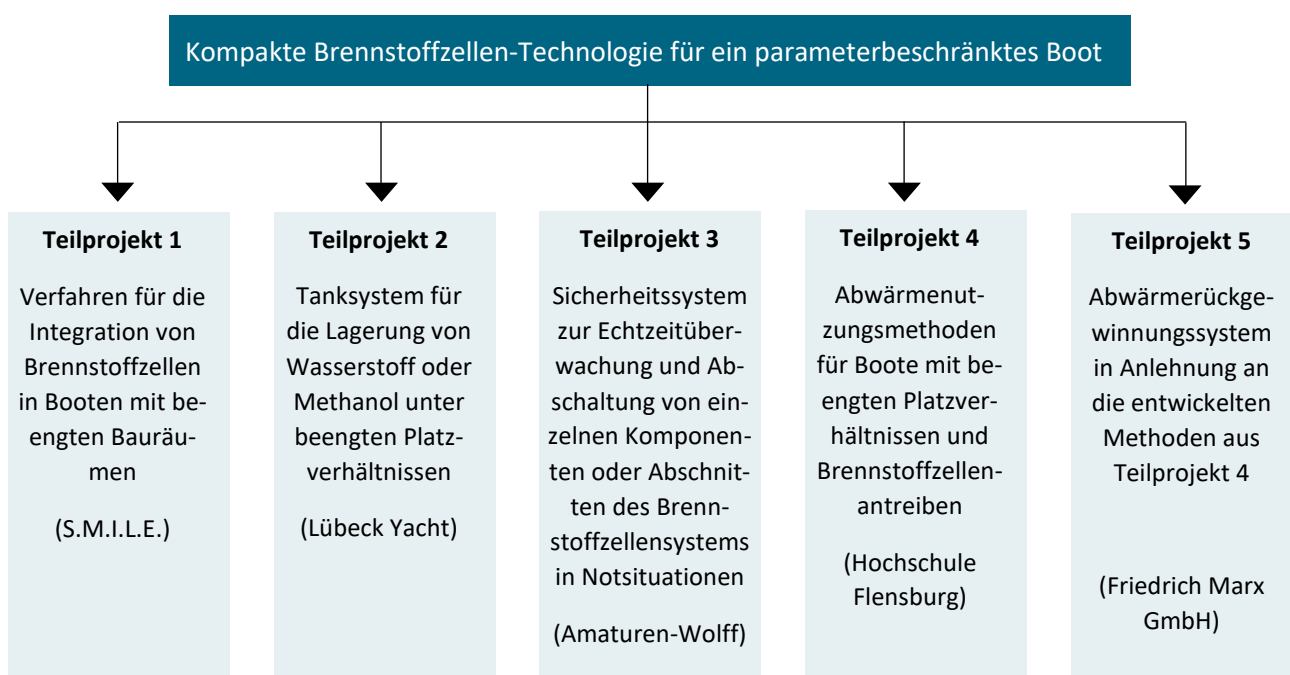 Kompakte Brennstoffzellen-Technologie für ein parameterbeschränktes Boot
Teilprojekt 1
Verfahren für die
Integration von
Brennstoffzellen
in Booten mit be-
engten Bauräu-
men
(S.M.I.L.E.)
Teilprojekt 2
Tanksystem für
die Lagerung von
Wasserstoff oder
Methanol unter
beengten Platz-
verhältnissen
(Lübeck Yacht)
Teilprojekt 3
Sicherheitssystem
zur Echtzeitüber-
wachung und Ab-
schaltung von ein-
zelnen Komponen-
ten oder Abschnit-
ten des Brenn-
stoffzellensystems
in Notsituationen
(Amaturen-Wolff)
Teilprojekt 4
Abwärmenut-
zungsmethoden
für Boote mit be-
engten Platzver-
hältnissen und
Brennstoffzellen-
antreiben
(Hochschule
Flensburg)
Teilprojekt 5
Abwärmerückge-
winnungssystem
in Anlehnung an
die entwickelten
Methoden aus
Teilprojekt 4
(Friedrich Marx
GmbH)